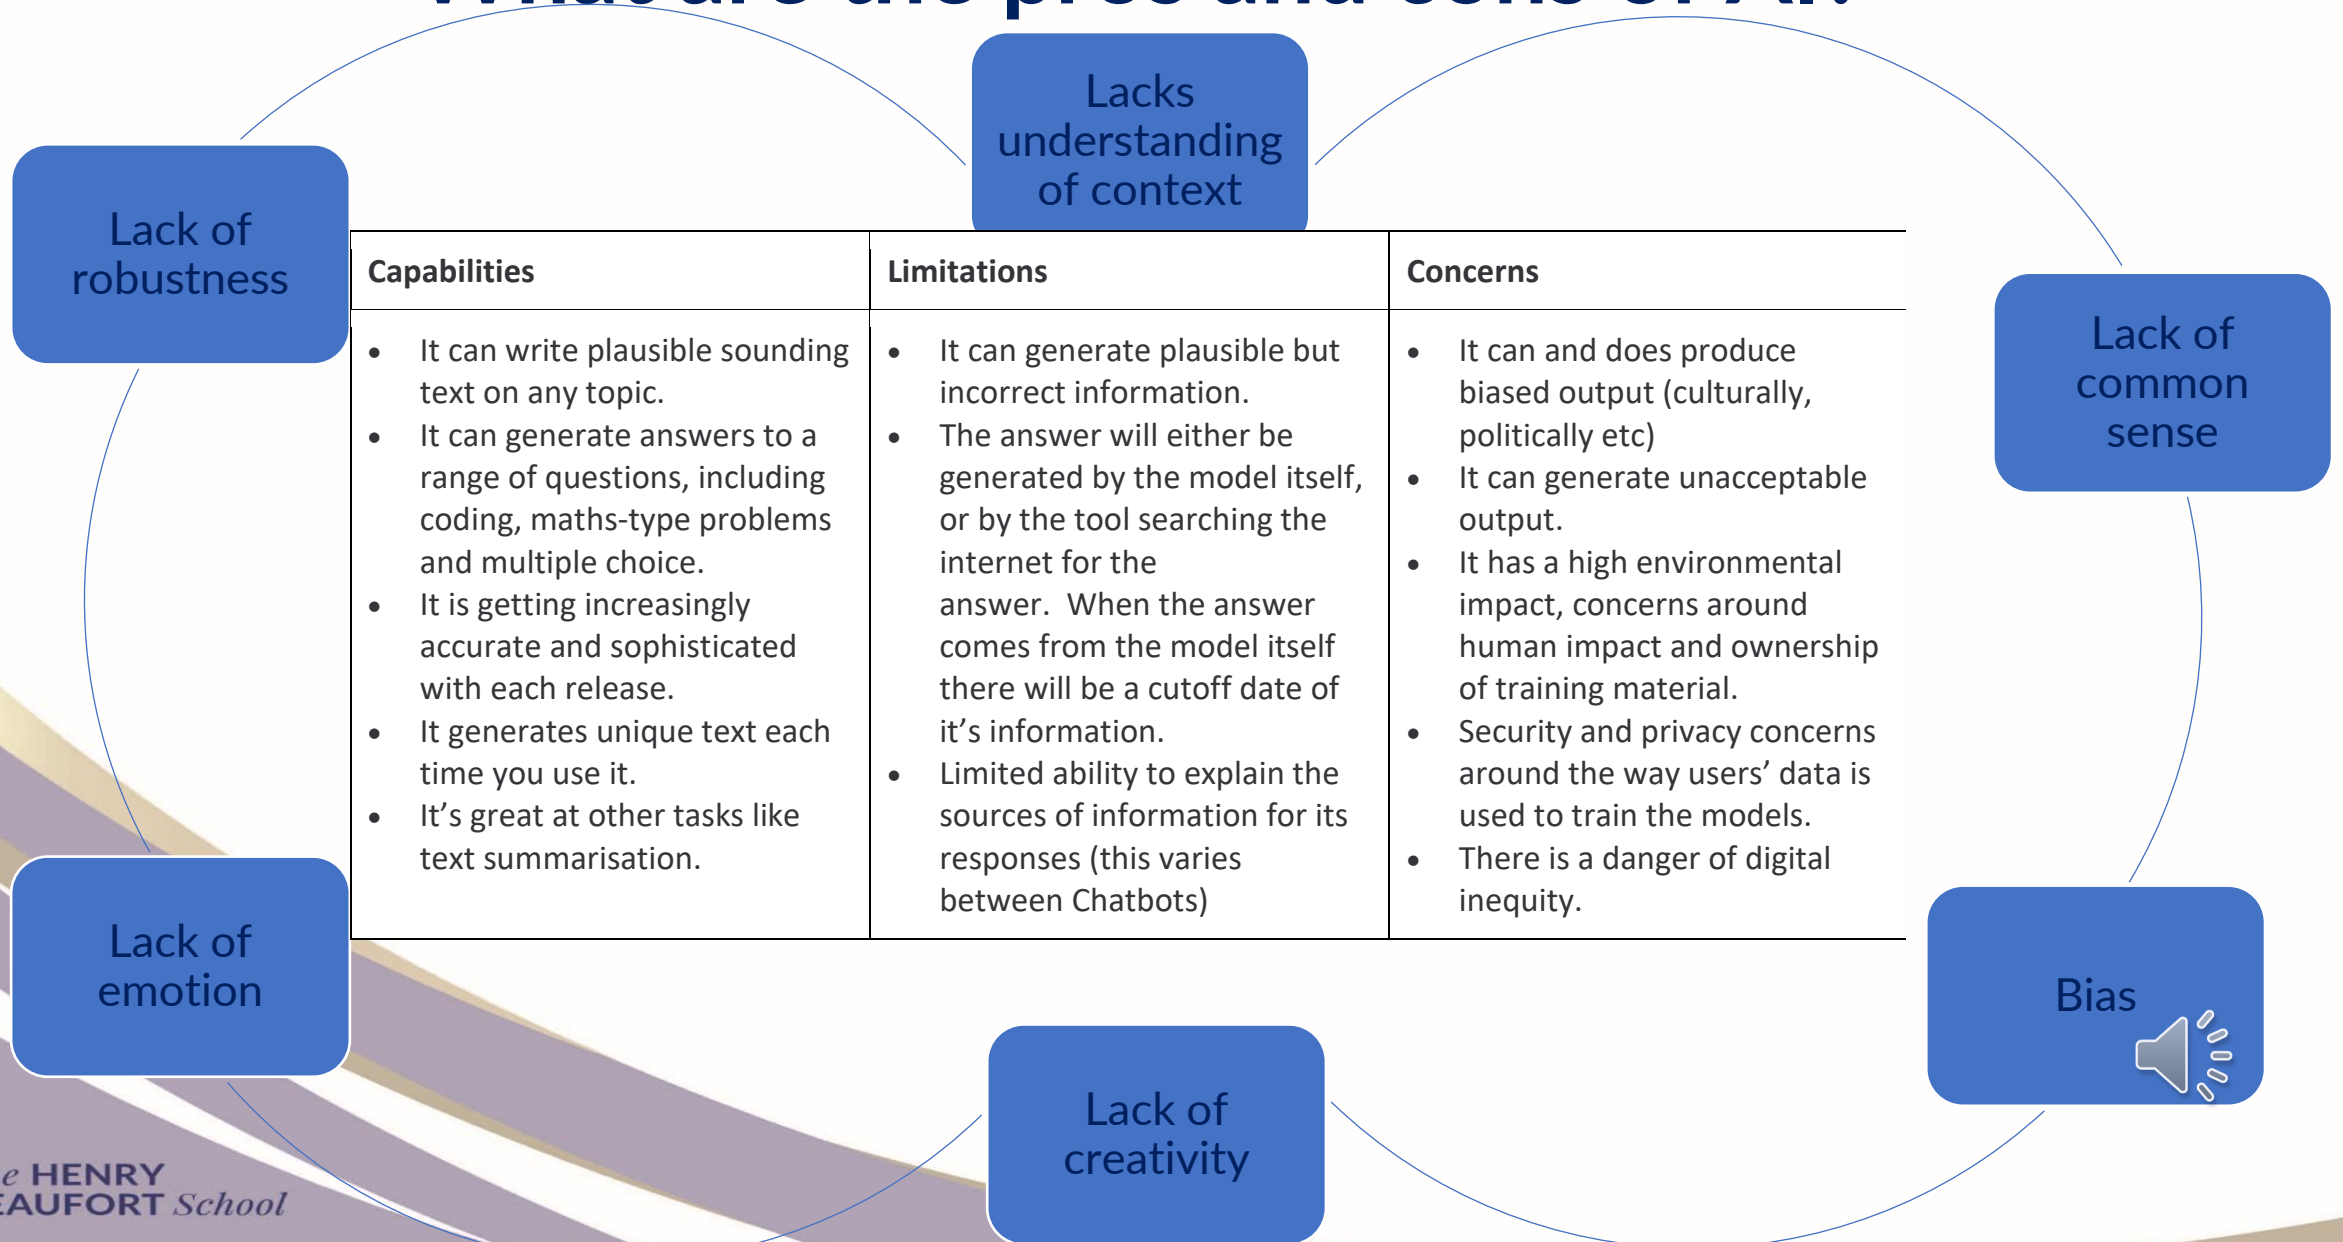 What are the pros and cons of AI?
Lacks
understanding
of context
Lack of
robustness
Lack of
common
sense
Capabilities
Limitations
Concerns
• It can write plausible sounding
text on any topic.
• It can generate answers to a
range of questions, including
coding, maths-type problems
and multiple choice.
• It is getting increasingly
accurate and sophisticated
with each release.
• It generates unique text each
time you use it.
• It's great at other tasks like
text summarisation.
• It can generate plausible but
incorrect information.
• The answer will either be
generated by the model itself,
or by the tool searching the
internet for the
answer.  When the answer
comes from the model itself
there will be a cutoff date of
it's information.
• Limited ability to explain the
sources of information for its
responses (this varies
between Chatbots)
• It can and does produce
biased output (culturally,
politically etc)
• It can generate unacceptable
output.
• It has a high environmental
impact, concerns around
human impact and ownership
of training material.
• Security and privacy concerns
around the way users' data is
used to train the models.
• There is a danger of digital
inequity.
Lack of
emotion
Bias
Lack of
creativity
e HENRY
EAUFORT School